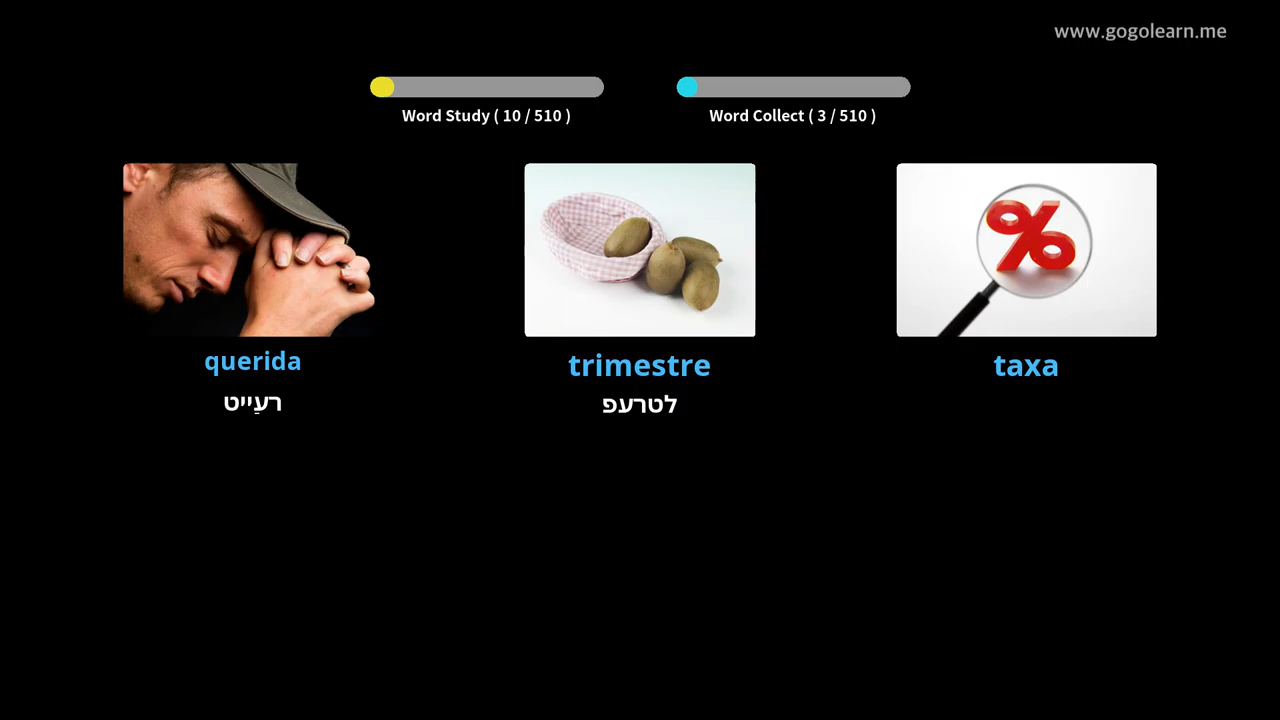 www.gogolearn.me
Word Study ( 10 / 510 )
Word Collect ( 3 / 510 )
querida
trimestre
taxa
רעַייט
לטרעפ